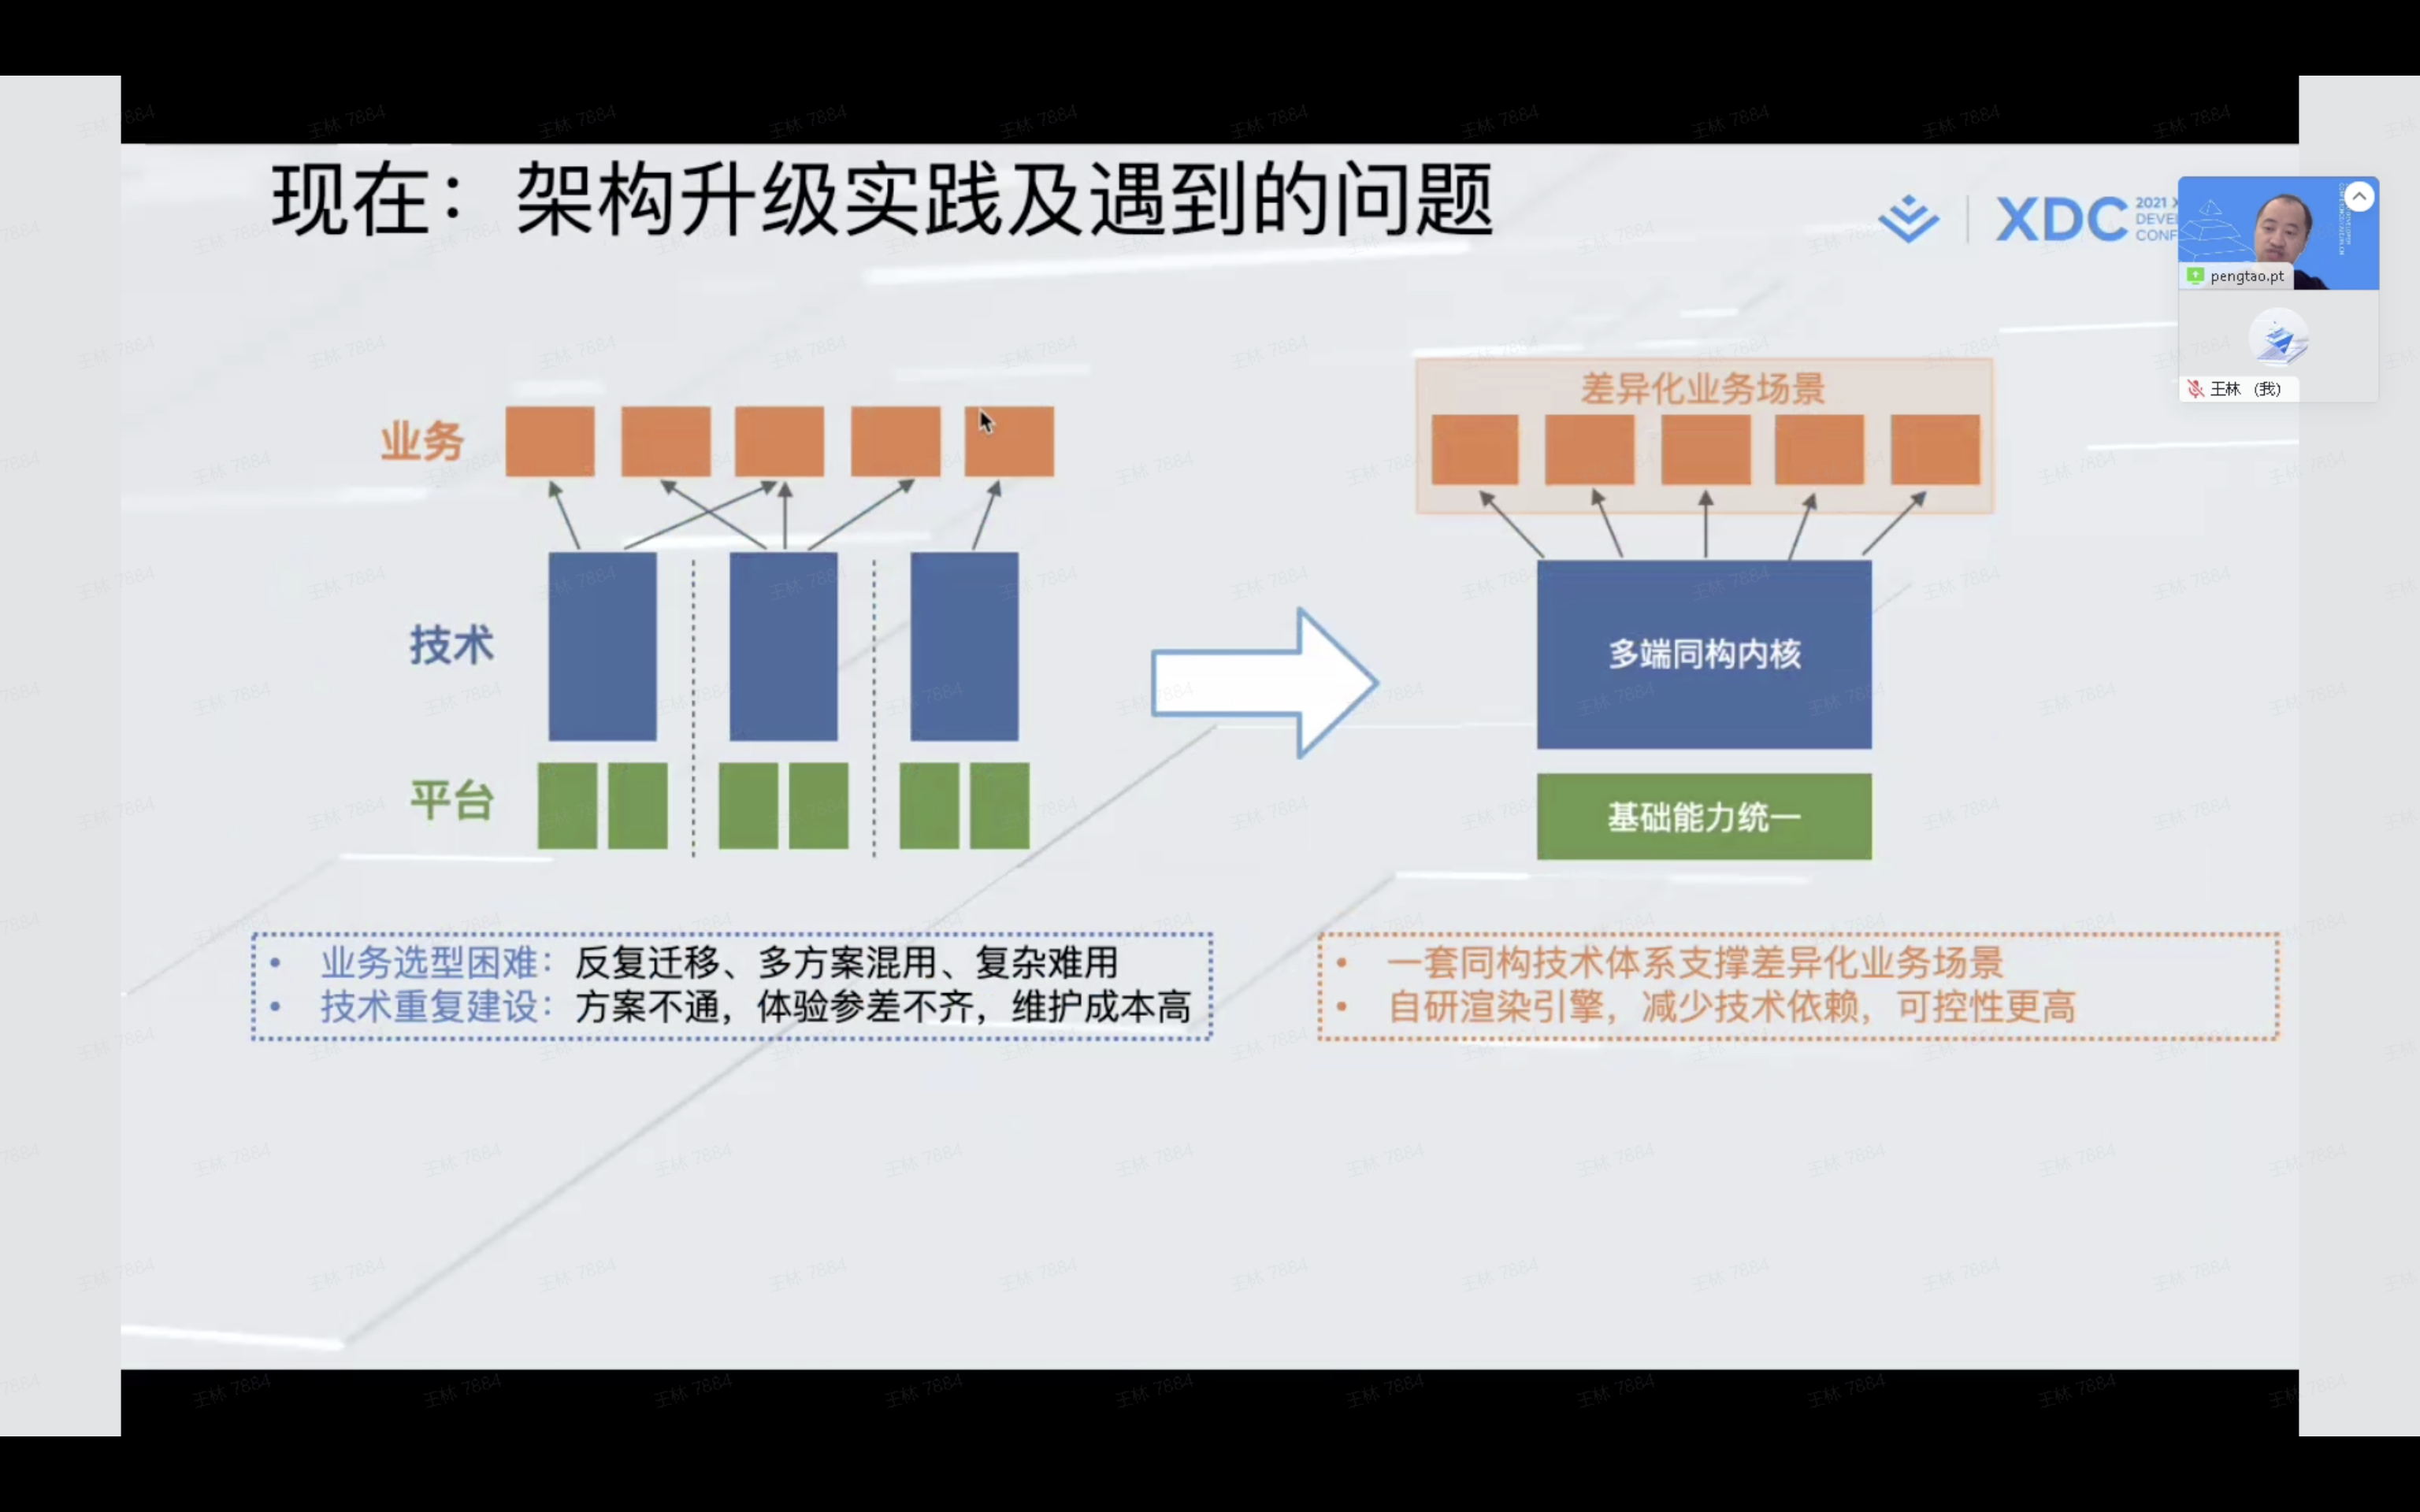 现在：架构升级实践及遇到的问题
XDC
2021 X
DEVEL
CONF
pengtao.pt
王林 (我)
业务
技术
平台
差异化业务场景
多端同构内核
基础能力统一
• 业务选型困难：反复迁移、多方案混用、复杂难用
• 技术重复建设：方案不通，体验参差不齐，维护成本高
• 一套同构技术体系支撑差异化业务场景
• 自研渲染引擎，减少技术依赖，可控性更高
王林 7884